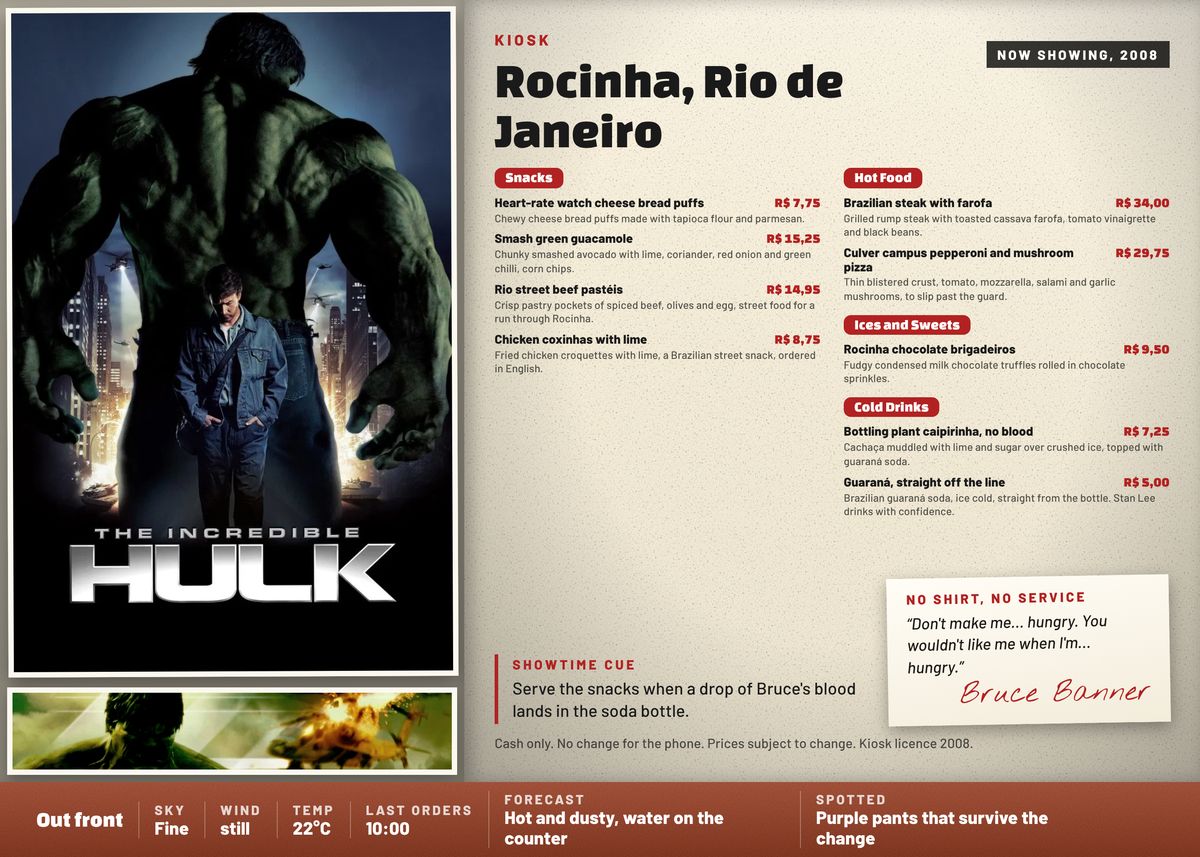 THE INCREDIBLE
HULK
KIOSK
NOW SHOWING, 2008
Rocinha, Rio de
Janeiro
Snacks
Heart-rate watch cheese bread puffs R$ 7,75
Chewy cheese bread puffs made with tapioca flour and parmesan.
Smash green guacamole R$ 15,25
Chunky smashed avocado with lime, coriander, red onion and green
chilli, corn chips.
Rio street beef pastéis R$ 14,95
Crisp pastry pockets of spiced beef, olives and egg, street food for a
run through Rocinha.
Chicken coxinhas with lime R$ 8,75
Fried chicken croquettes with lime, a Brazilian street snack, ordered
in English.
Hot Food
Brazilian steak with farofa R$ 34,00
Grilled rump steak with toasted cassava farofa, tomato vinaigrette
and black beans.
Culver campus pepperoni and mushroom R$ 29,75
pizza
Thin blistered crust, tomato, mozzarella, salami and garlic
mushrooms, to slip past the guard.
Ices and Sweets
Rocinha chocolate brigadeiros R$ 9,50
Fudgy condensed milk chocolate truffles rolled in chocolate
sprinkles.
Cold Drinks
Bottling plant caipirinha, no blood R$ 7,25
Cachaça muddled with lime and sugar over crushed ice, topped with
guaraná soda.
Guaraná, straight off the line R$ 5,00
Brazilian guaraná soda, ice cold, straight from the bottle. Stan Lee
drinks with confidence.
NO SHIRT, NO SERVICE
“Don't make me... hungry. You
wouldn't like me when I'm...
hungry.”
Bruce Banner
SHOWTIME CUE
Serve the snacks when a drop of Bruce's blood
lands in the soda bottle.
Cash only. No change for the phone. Prices subject to change. Kiosk licence 2008.
Out front
SKY
Fine
WIND
still
TEMP
22°C
LAST ORDERS
10:00
FORECAST
Hot and dusty, water on the
counter
SPOTTED
Purple pants that survive the
change